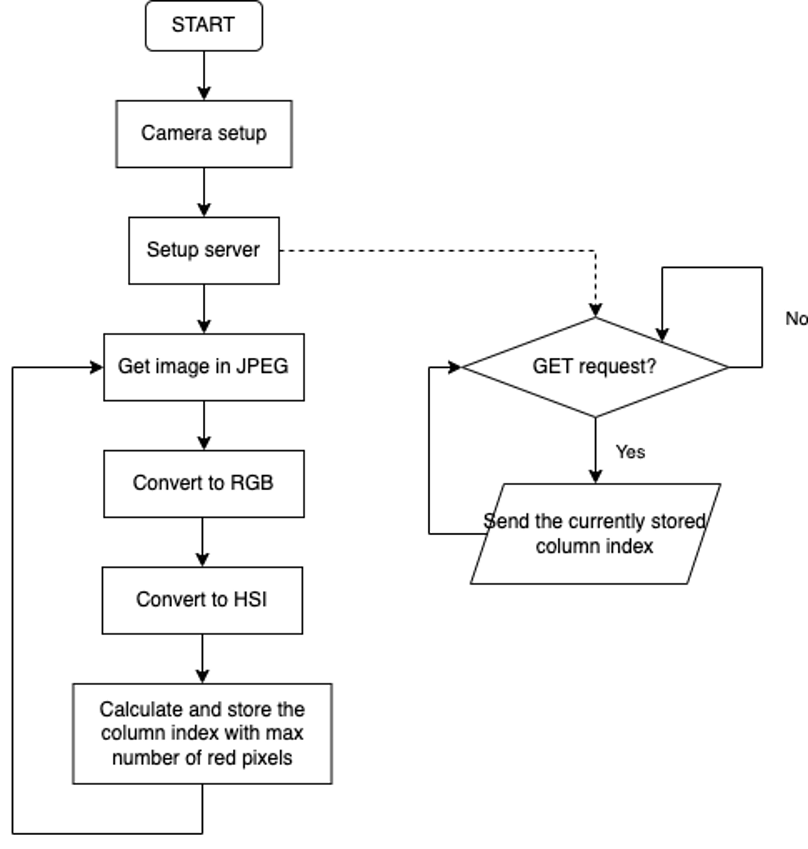 START
Camera setup
Setup server
Get image in JPEG
Convert to RGB
Convert to HSI
Calculate and store the
column index with max
number of red pixels
GET request?
No
Yes
Send the currently stored
column index